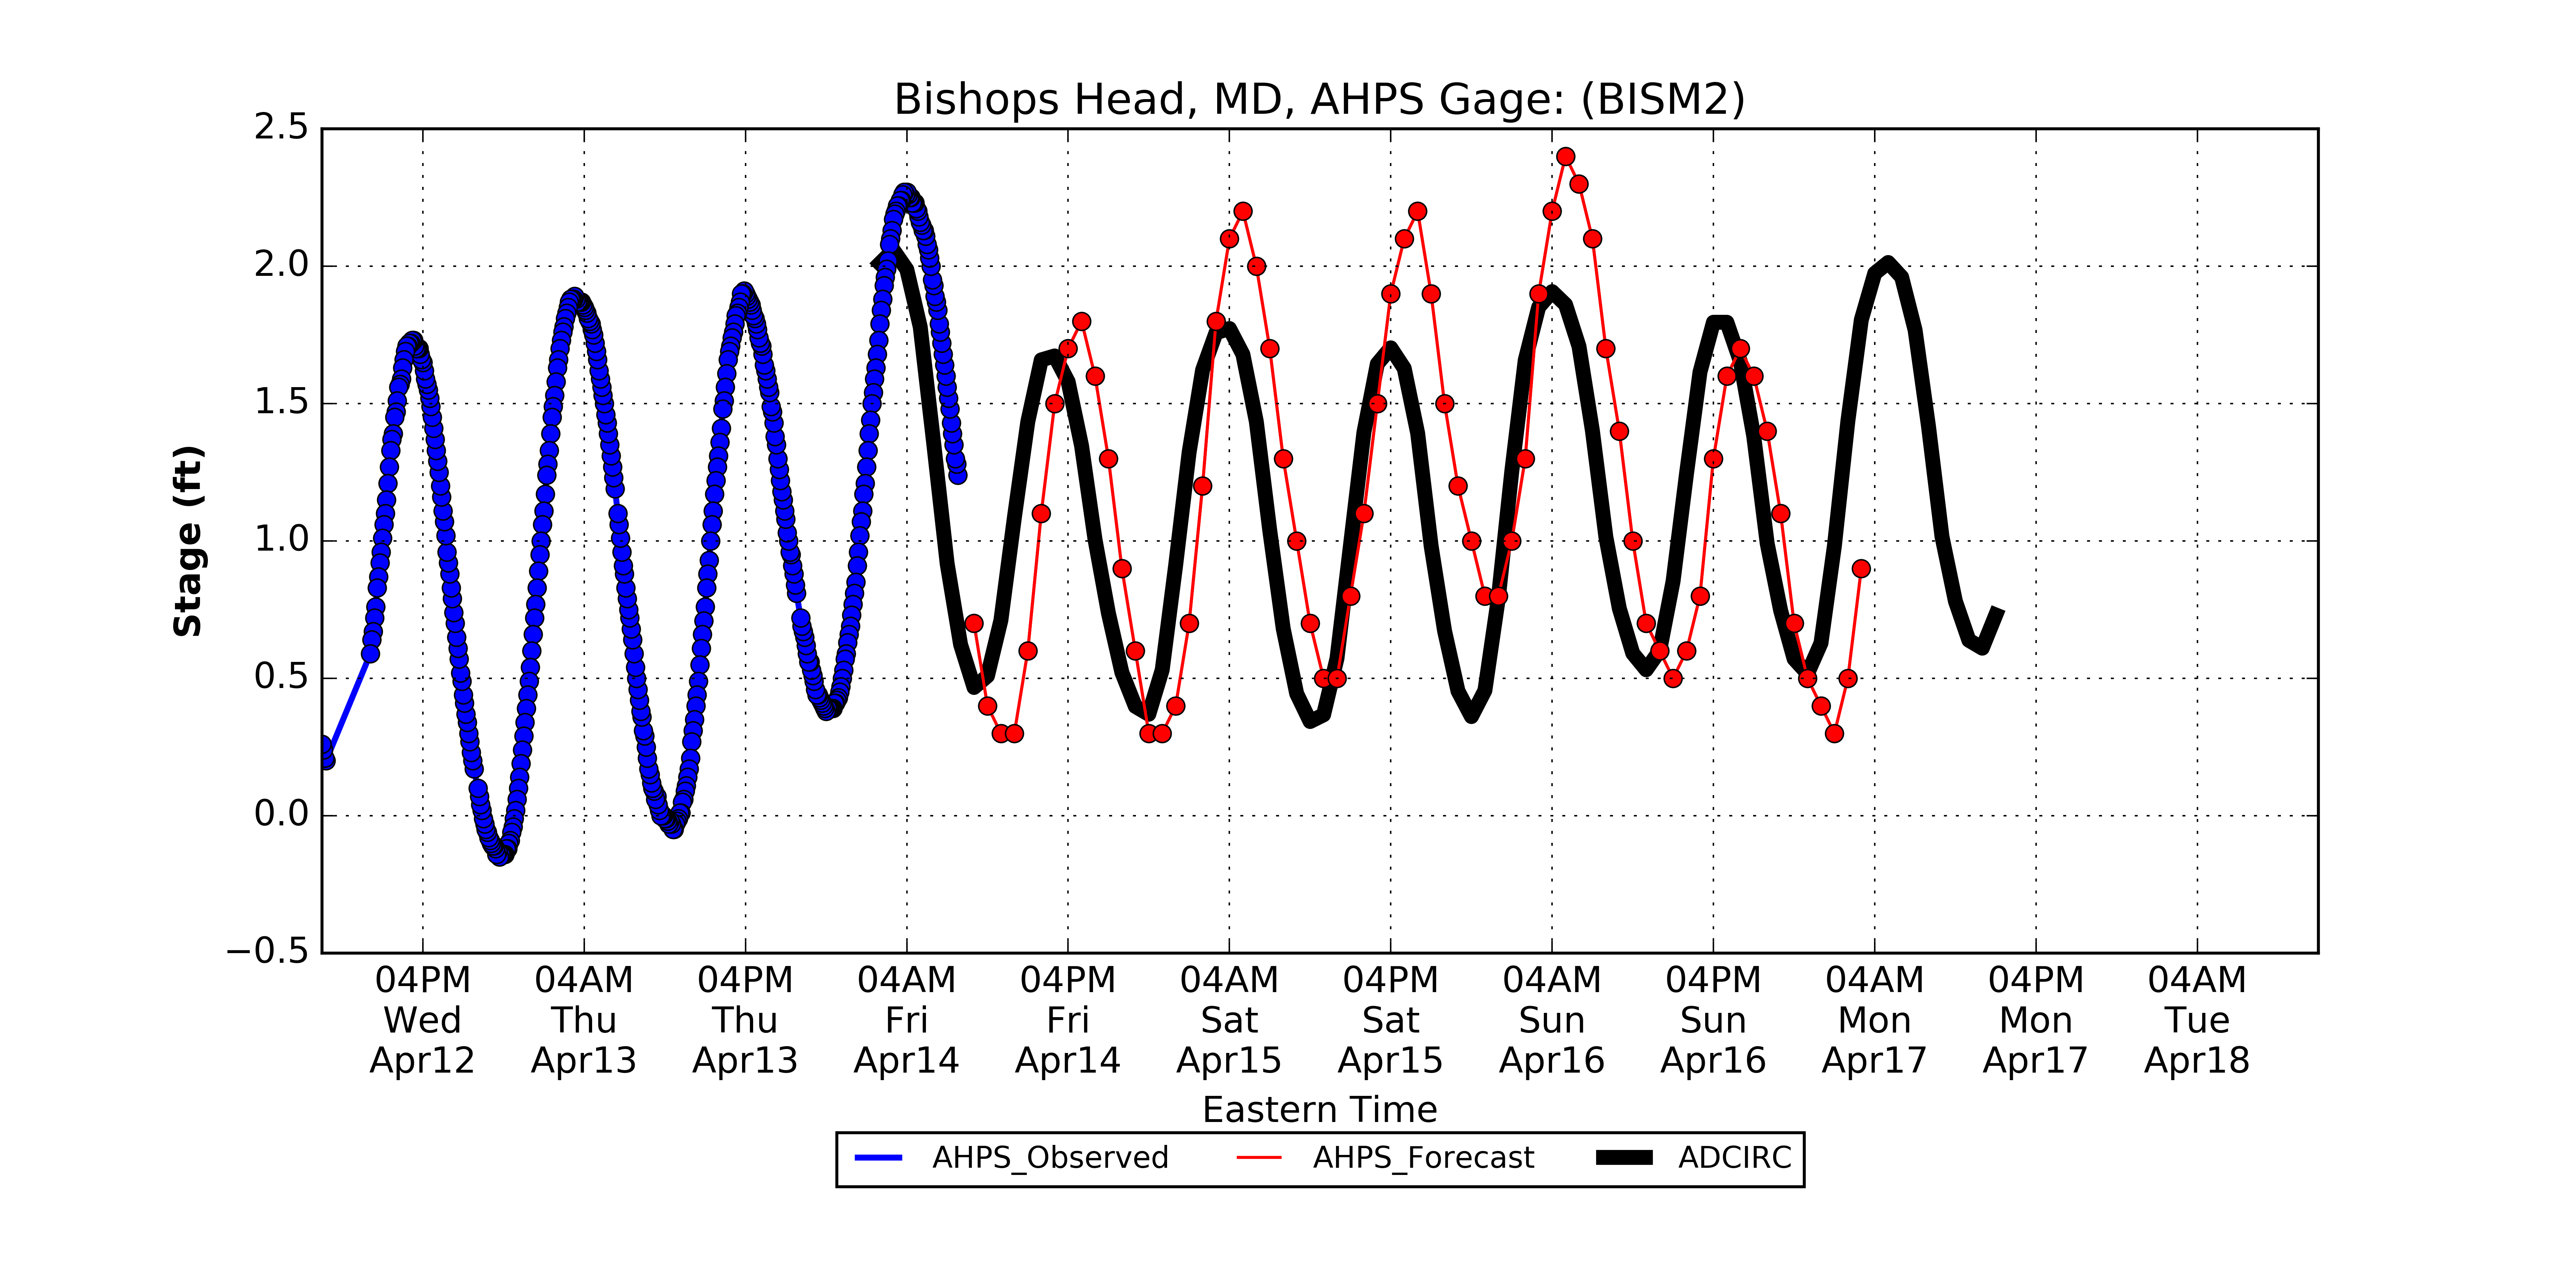 Bishops Head, MD, AHPS Gage: (BISM2)
2.5
2.0
1.5
1.0
0.5
0.0
−0.5
Stage (ft)
04PM 04AM 04PM 04AM 04PM 04AM 04PM 04AM 04PM 04AM 04PM 04AM
Wed Thu Thu Fri Fri Sat Sat Sun Sun Mon Mon Tue
Apr12 Apr13 Apr13 Apr14 Apr14 Apr15 Apr15 Apr16 Apr16 Apr17 Apr17 Apr18
Eastern Time
AHPS_Observed AHPS_Forecast ADCIRC